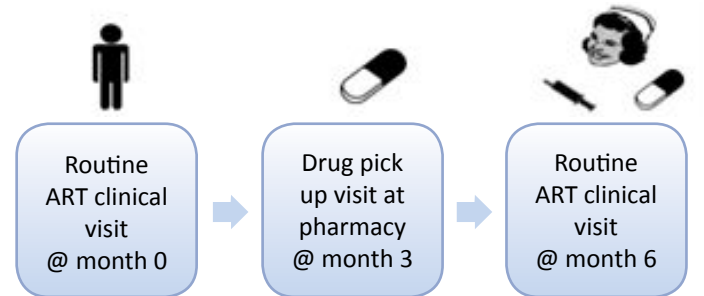 Routine
ART clinical
visit
@ month 0
Drug pick
up visit at
pharmacy
@ month 3
Routine
ART clinical
visit
@ month 6